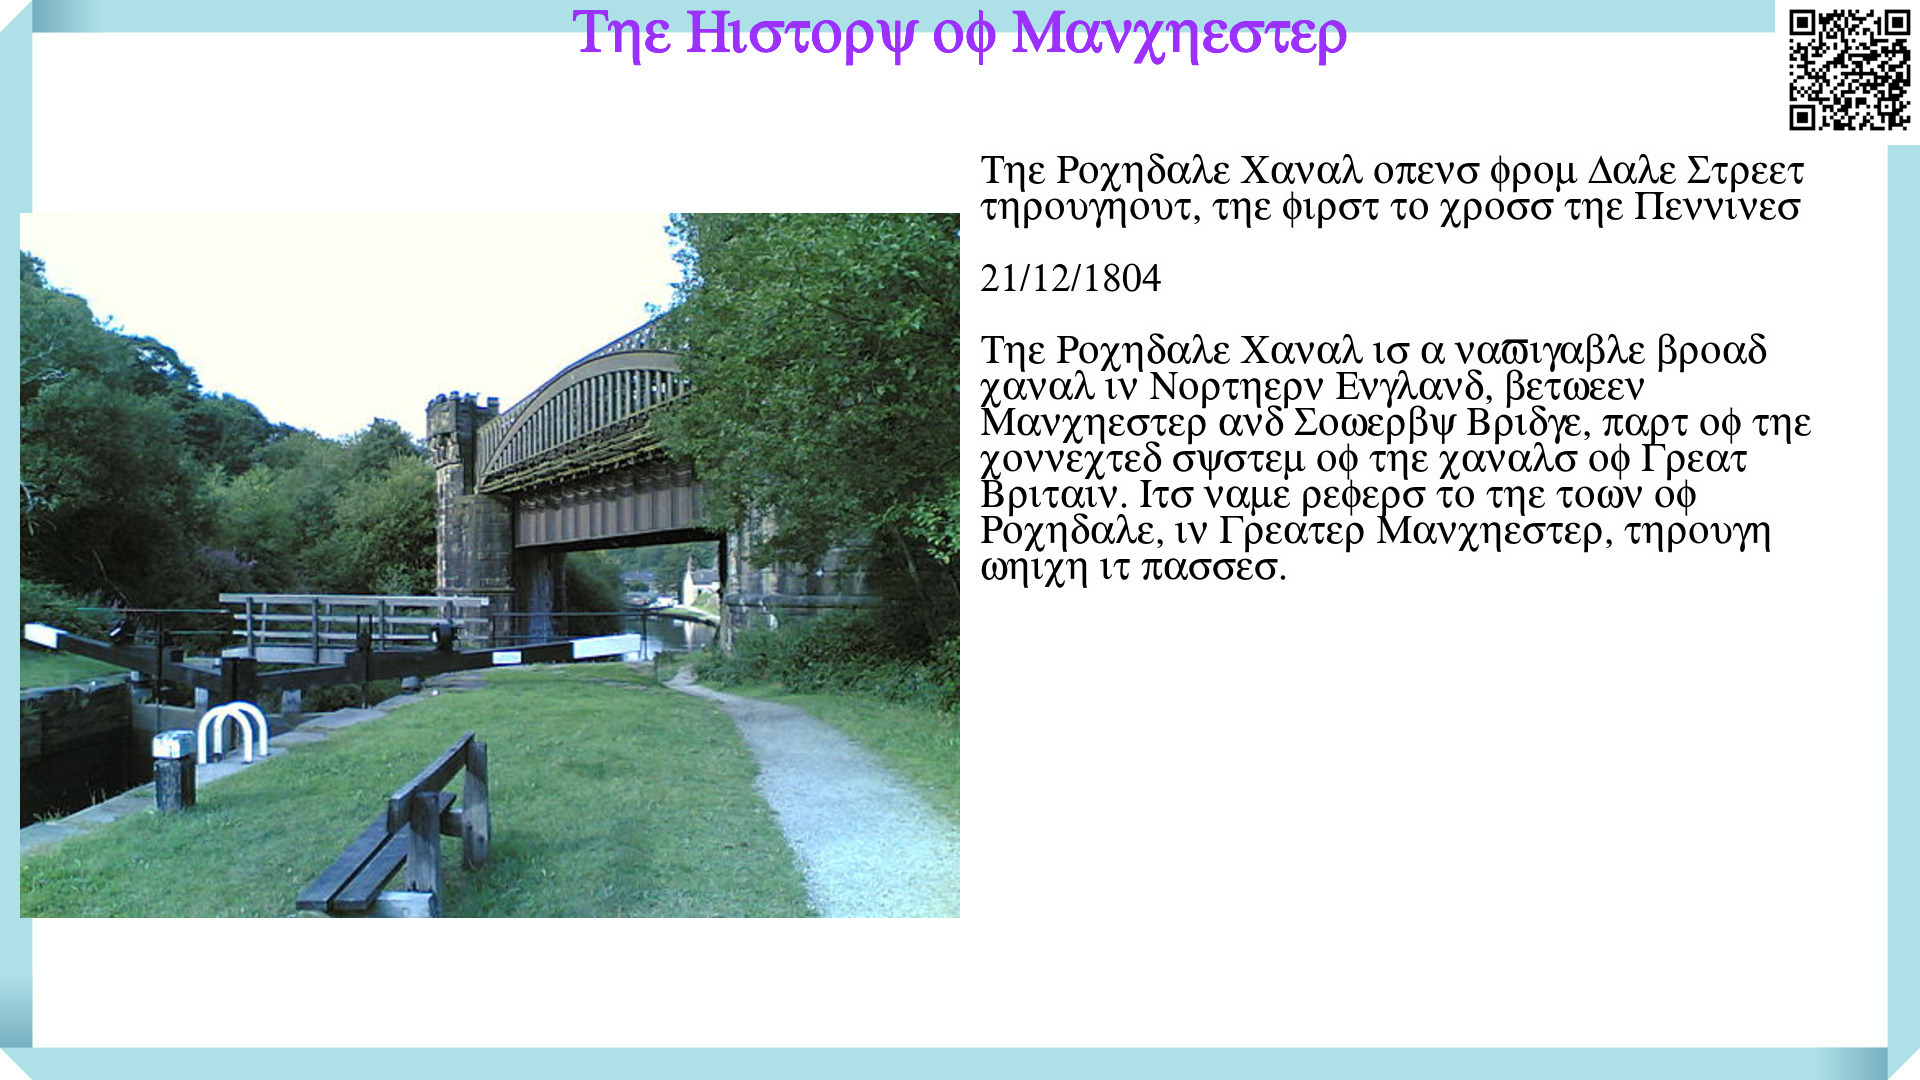 Τηε Ηιστορψ οφ Μανχηεστερ
Τηε Ροχηδαλε Χαναλ οπενσ φρομ Δαλε Στρεετ
τηρουγηουτ, τηε φιρστ το χροσσ τηε Πεννινεσ
21/12/1804
Τηε Ροχηδαλε Χαναλ ισ α ναϖιγαβλε βροαδ
χαναλ ιν Νορτηερν Ενγλανδ, βετωεεν
Μανχηεστερ ανδ Σοωερβψ Βριδγε, παρτ οφ τηε
χοννεχτεδ σψστεμ οφ τηε χαναλσ οφ Γρεατ
Βριταιν. Ιτσ ναμε ρεφερσ το τηε τοων οφ
Ροχηδαλε, ιν Γρεατερ Μανχηεστερ, τηρουγη
ωηιχη ιτ πασσεσ.